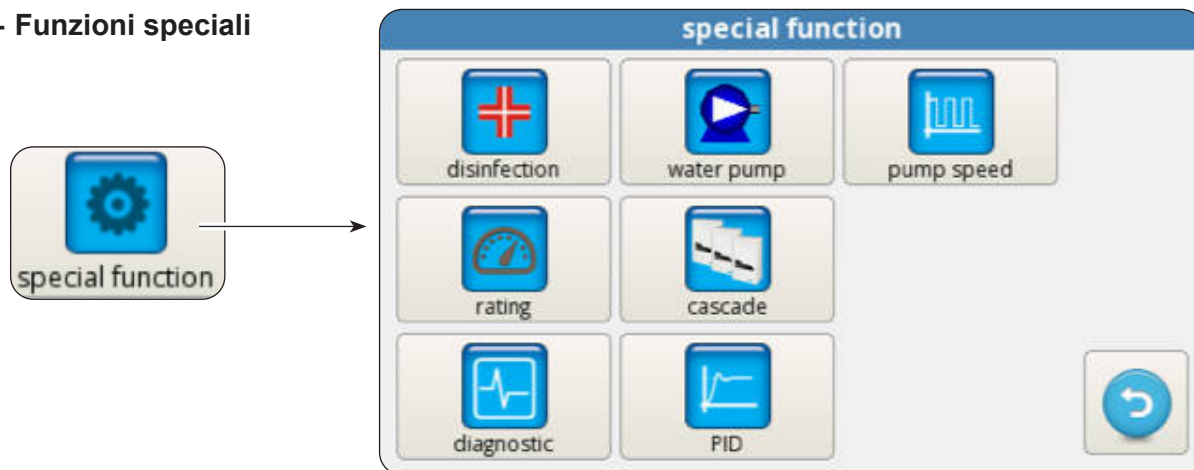 - Funzioni speciali
special function
special function
disinfection
water pump
pump speed
rating
cascade
diagnostic
PID